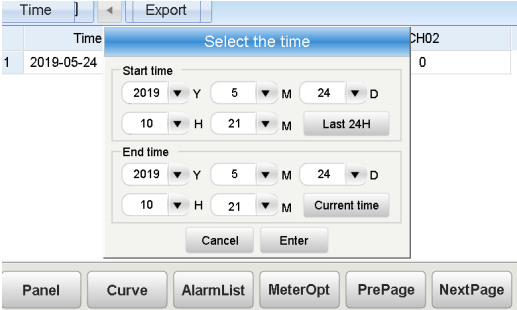 Time ] ◄ Export
Time CH02
1 2019-05-24 0
Select the time
Start time
2019 ▼ Y 5 ▼ M 24 ▼ D
10 ▼ H 21 ▼ M Last 24H
End time
2019 ▼ Y 5 ▼ M 24 ▼ D
10 ▼ H 21 ▼ M Current time
Cancel Enter
Panel Curve AlarmList MeterOpt PrePage NextPage